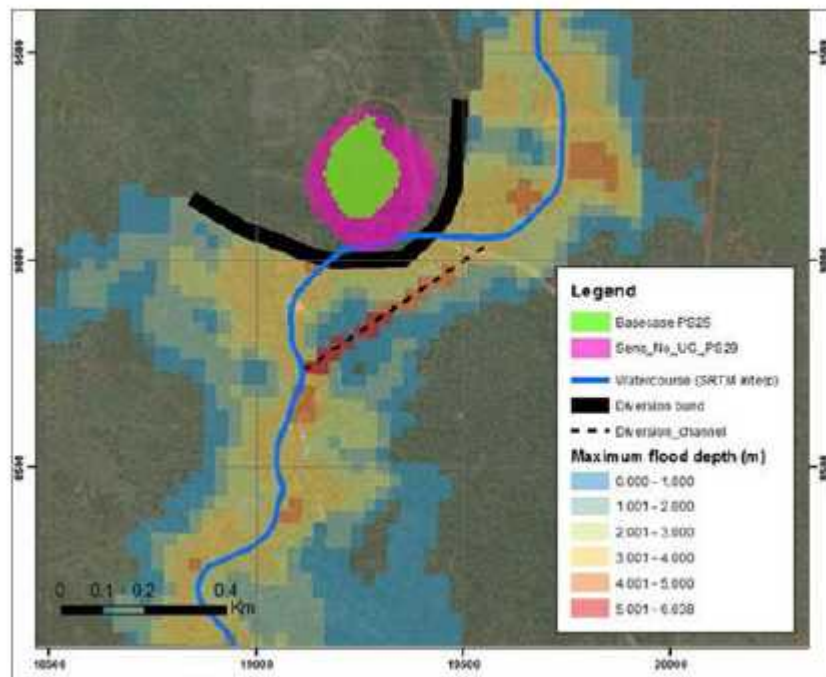 Legend
Basecase PS25
Sens_No_UG_PS29
Watercourse (SRTM interp)
Diversion bund
Diversion_channel
Maximum flood depth (m)
0.000 - 1.000
1.001 - 2.000
2.001 - 3.000
3.001 - 4.000
4.001 - 5.000
5.001 - 6.038
0 0.1 0.2 0.4
Km
19000 19500 20000